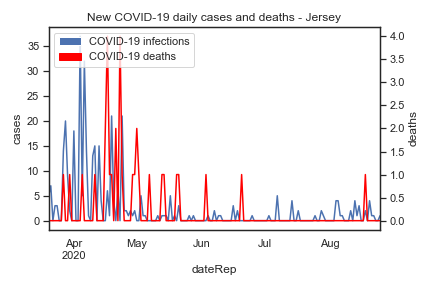 New COVID-19 daily cases and deaths - Jersey
COVID-19 infections
COVID-19 deaths
cases
35
30
25
20
15
10
5
0
deaths
4.0
3.5
3.0
2.5
2.0
1.5
1.0
0.5
0.0
Apr
2020
May
Jun
Jul
Aug
dateRep